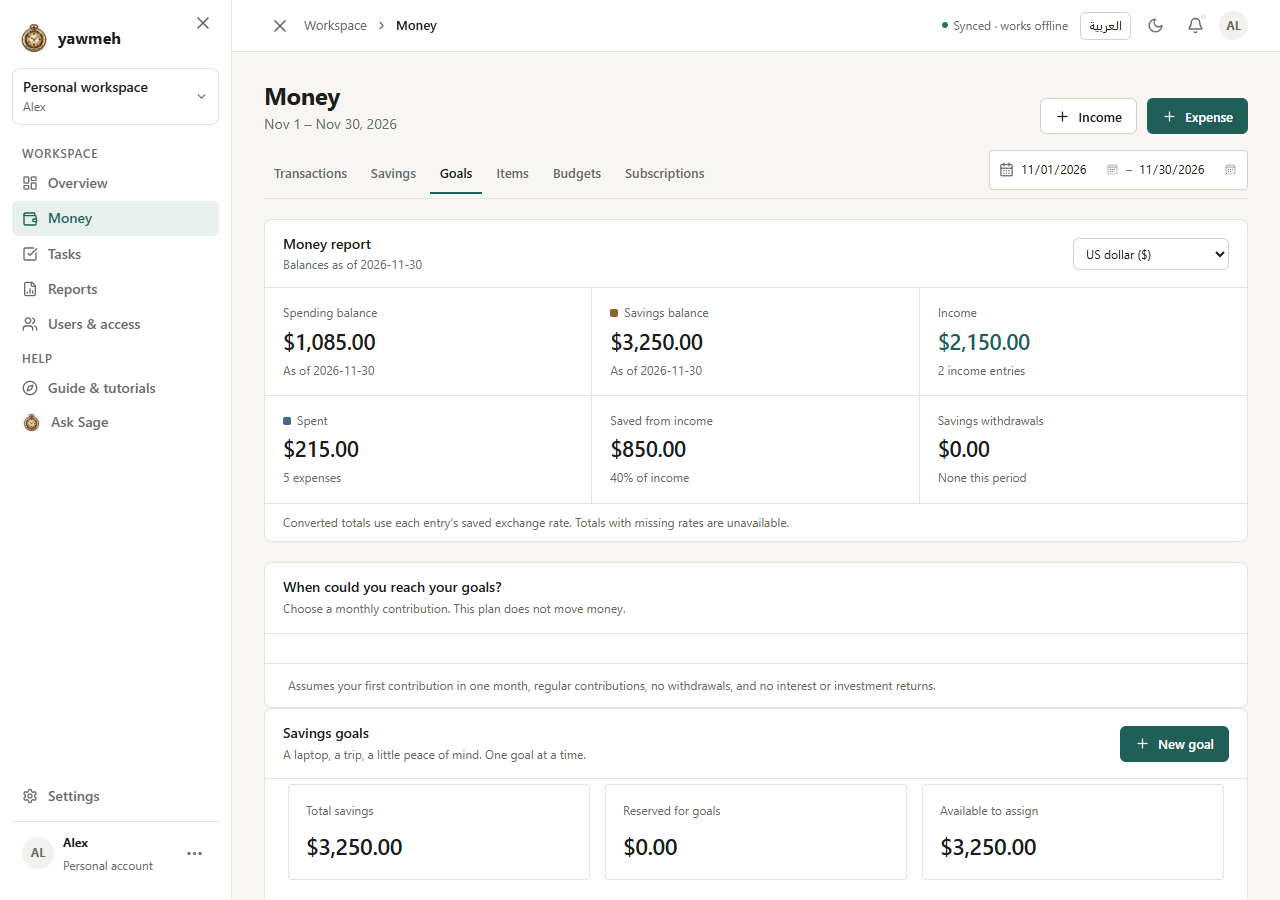 yawmeh
Personal workspace
Alex
WORKSPACE
Overview
Money
Tasks
Reports
Users & access
HELP
Guide & tutorials
Ask Sage
Settings
AL
Alex
Personal account
Workspace > Money
Synced · works offline
العربية
AL
Money
Nov 1 – Nov 30, 2026
+ Income
+ Expense
Transactions Savings Goals Items Budgets Subscriptions
11/01/2026 – 11/30/2026
Money report
Balances as of 2026-11-30
US dollar ($)
Spending balance
$1,085.00
As of 2026-11-30
Savings balance
$3,250.00
As of 2026-11-30
Income
$2,150.00
2 income entries
Spent
$215.00
5 expenses
Saved from income
$850.00
40% of income
Savings withdrawals
$0.00
None this period
Converted totals use each entry's saved exchange rate. Totals with missing rates are unavailable.
When could you reach your goals?
Choose a monthly contribution. This plan does not move money.
Assumes your first contribution in one month, regular contributions, no withdrawals, and no interest or investment returns.
Savings goals
A laptop, a trip, a little peace of mind. One goal at a time.
+ New goal
Total savings
$3,250.00
Reserved for goals
$0.00
Available to assign
$3,250.00